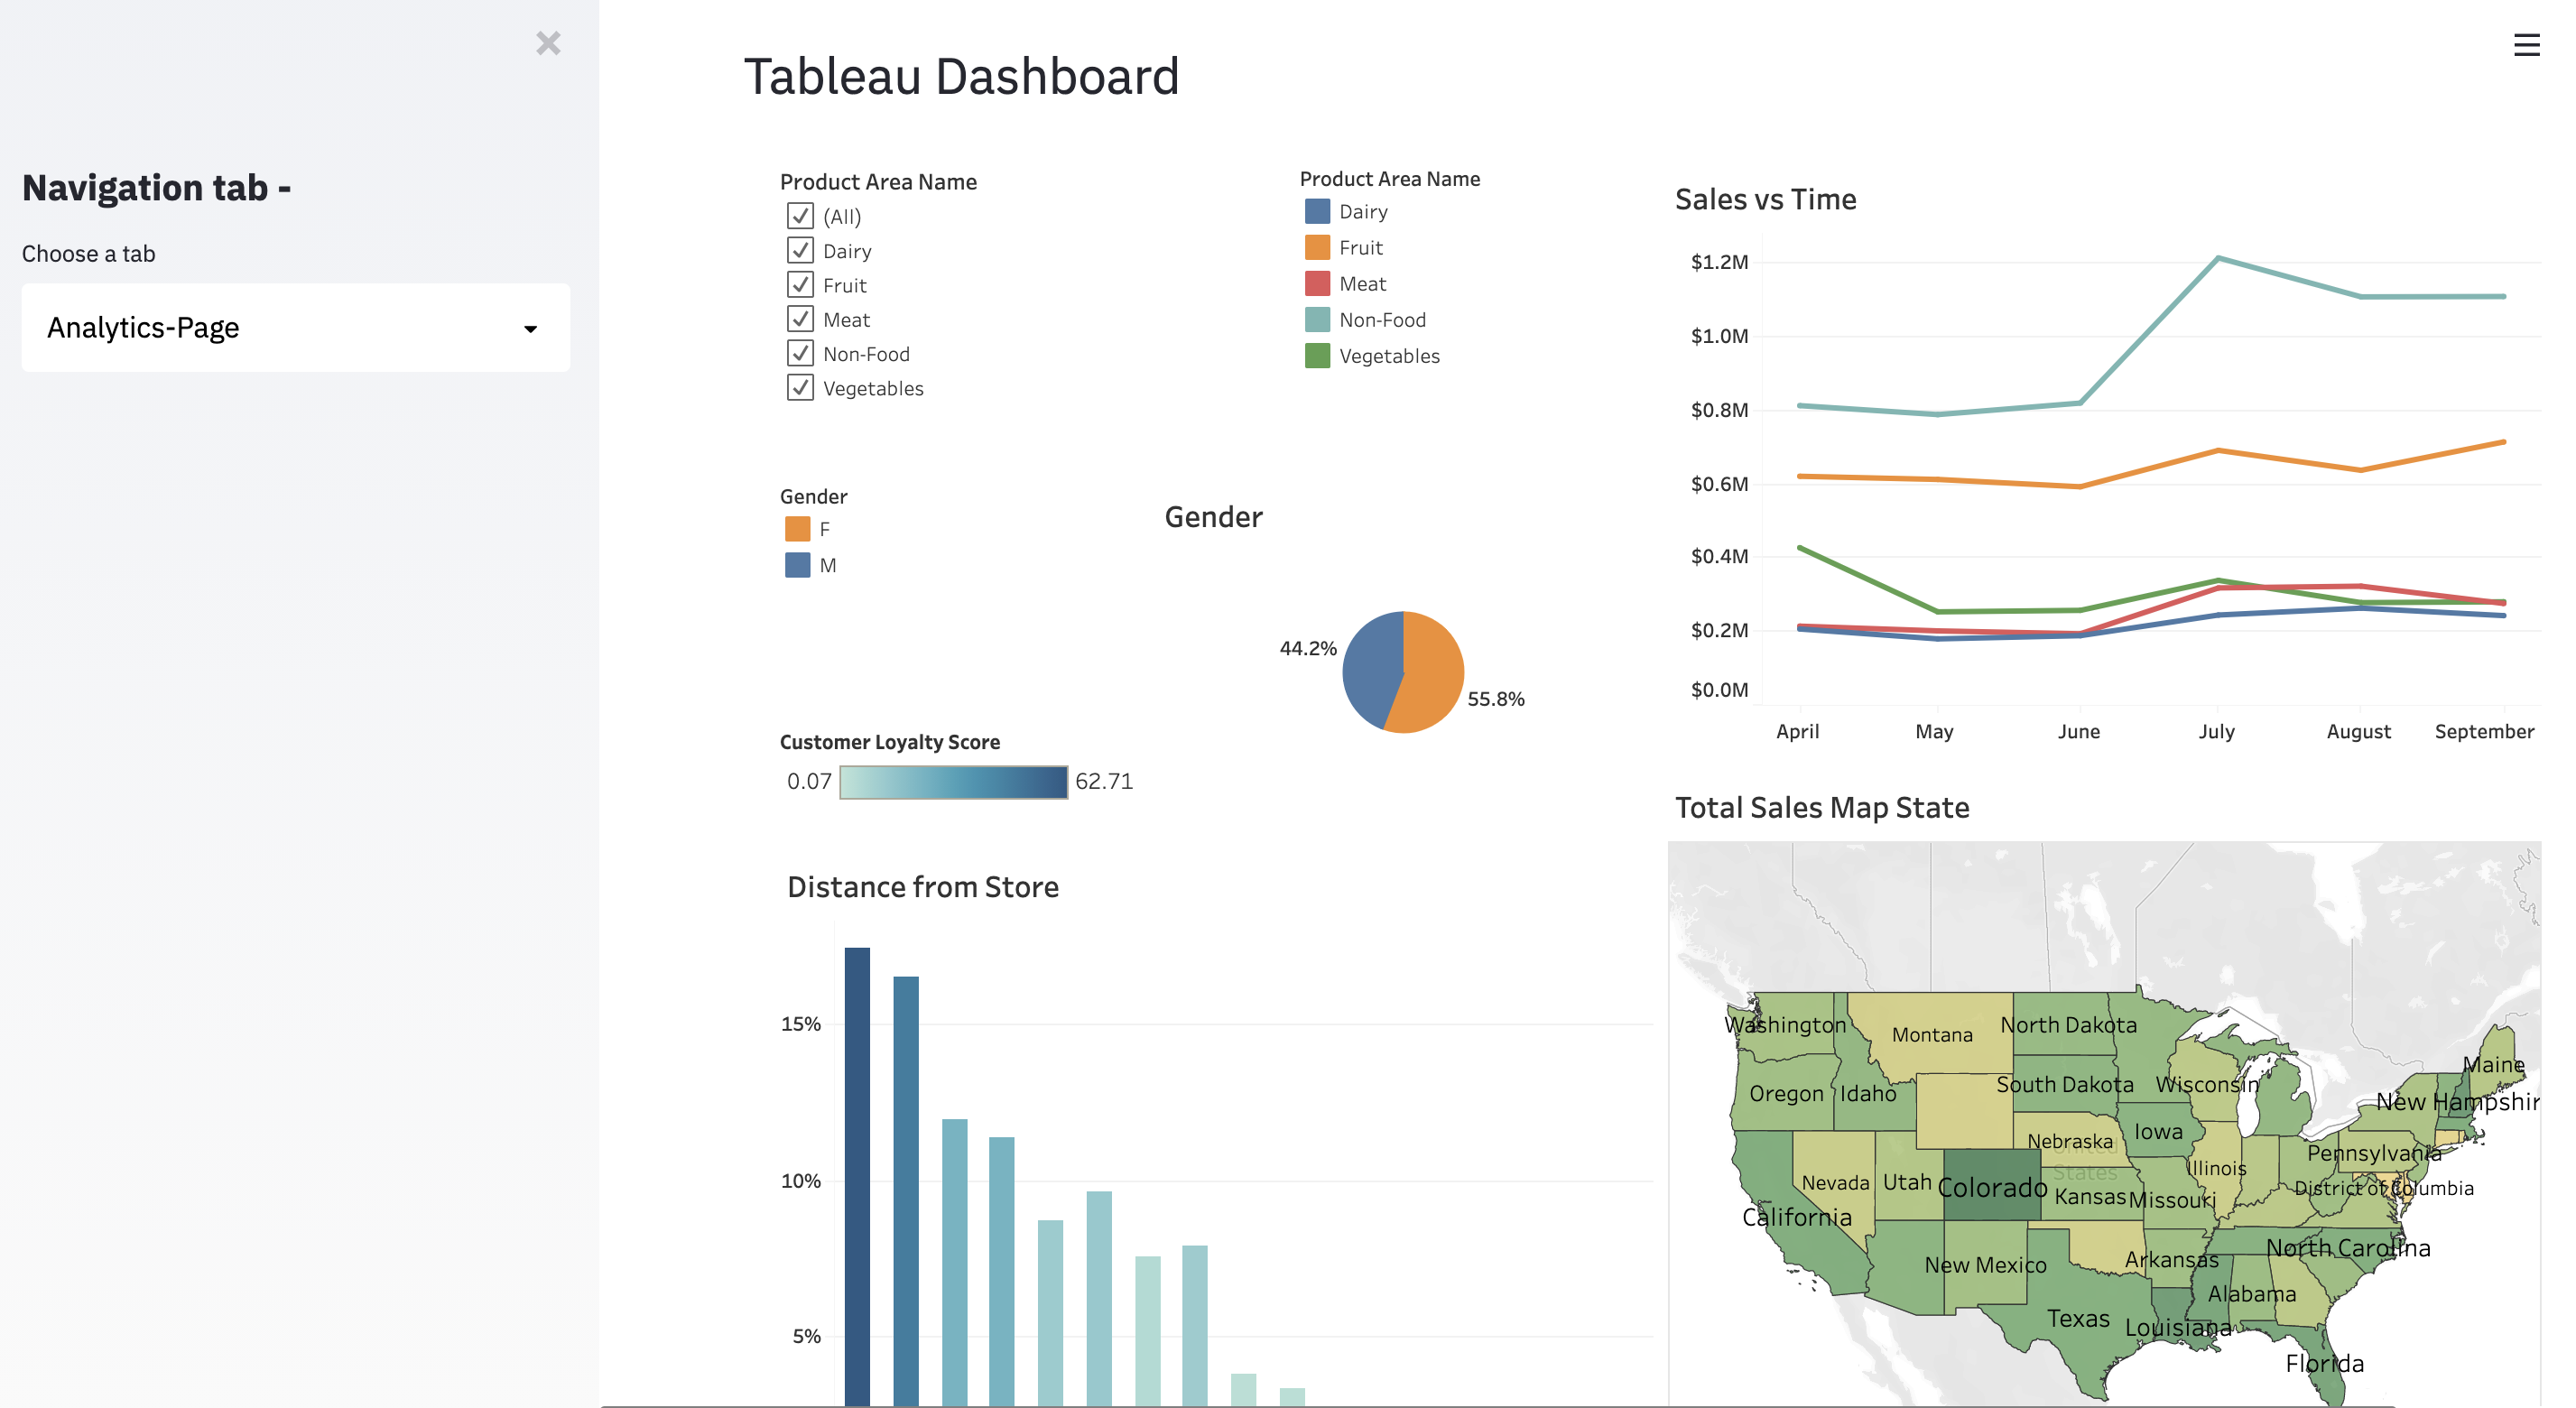 Navigation tab -
Choose a tab
Analytics-Page
Tableau Dashboard
Product Area Name
(All)
Dairy
Fruit
Meat
Non-Food
Vegetables
Product Area Name
Dairy
Fruit
Meat
Non-Food
Vegetables
Gender
F
M
Gender
44.2%
55.8%
Customer Loyalty Score
0.07
62.71
Distance from Store
15%
10%
5%
Sales vs Time
$1.2M
$1.0M
$0.8M
$0.6M
$0.4M
$0.2M
$0.0M
April May June July August September
Total Sales Map State
Washington
Montana
North Dakota
Maine
Oregon
Idaho
South Dakota
Wisconsin
New Hampshir
Nebraska
Iowa
United
States
Pennsylvania
Illinois
Nevada
Utah
Colorado
Kansas
Missouri
District of Columbia
California
New Mexico
Arkansas
North Carolina
Alabama
Texas
Louisiana
Florida